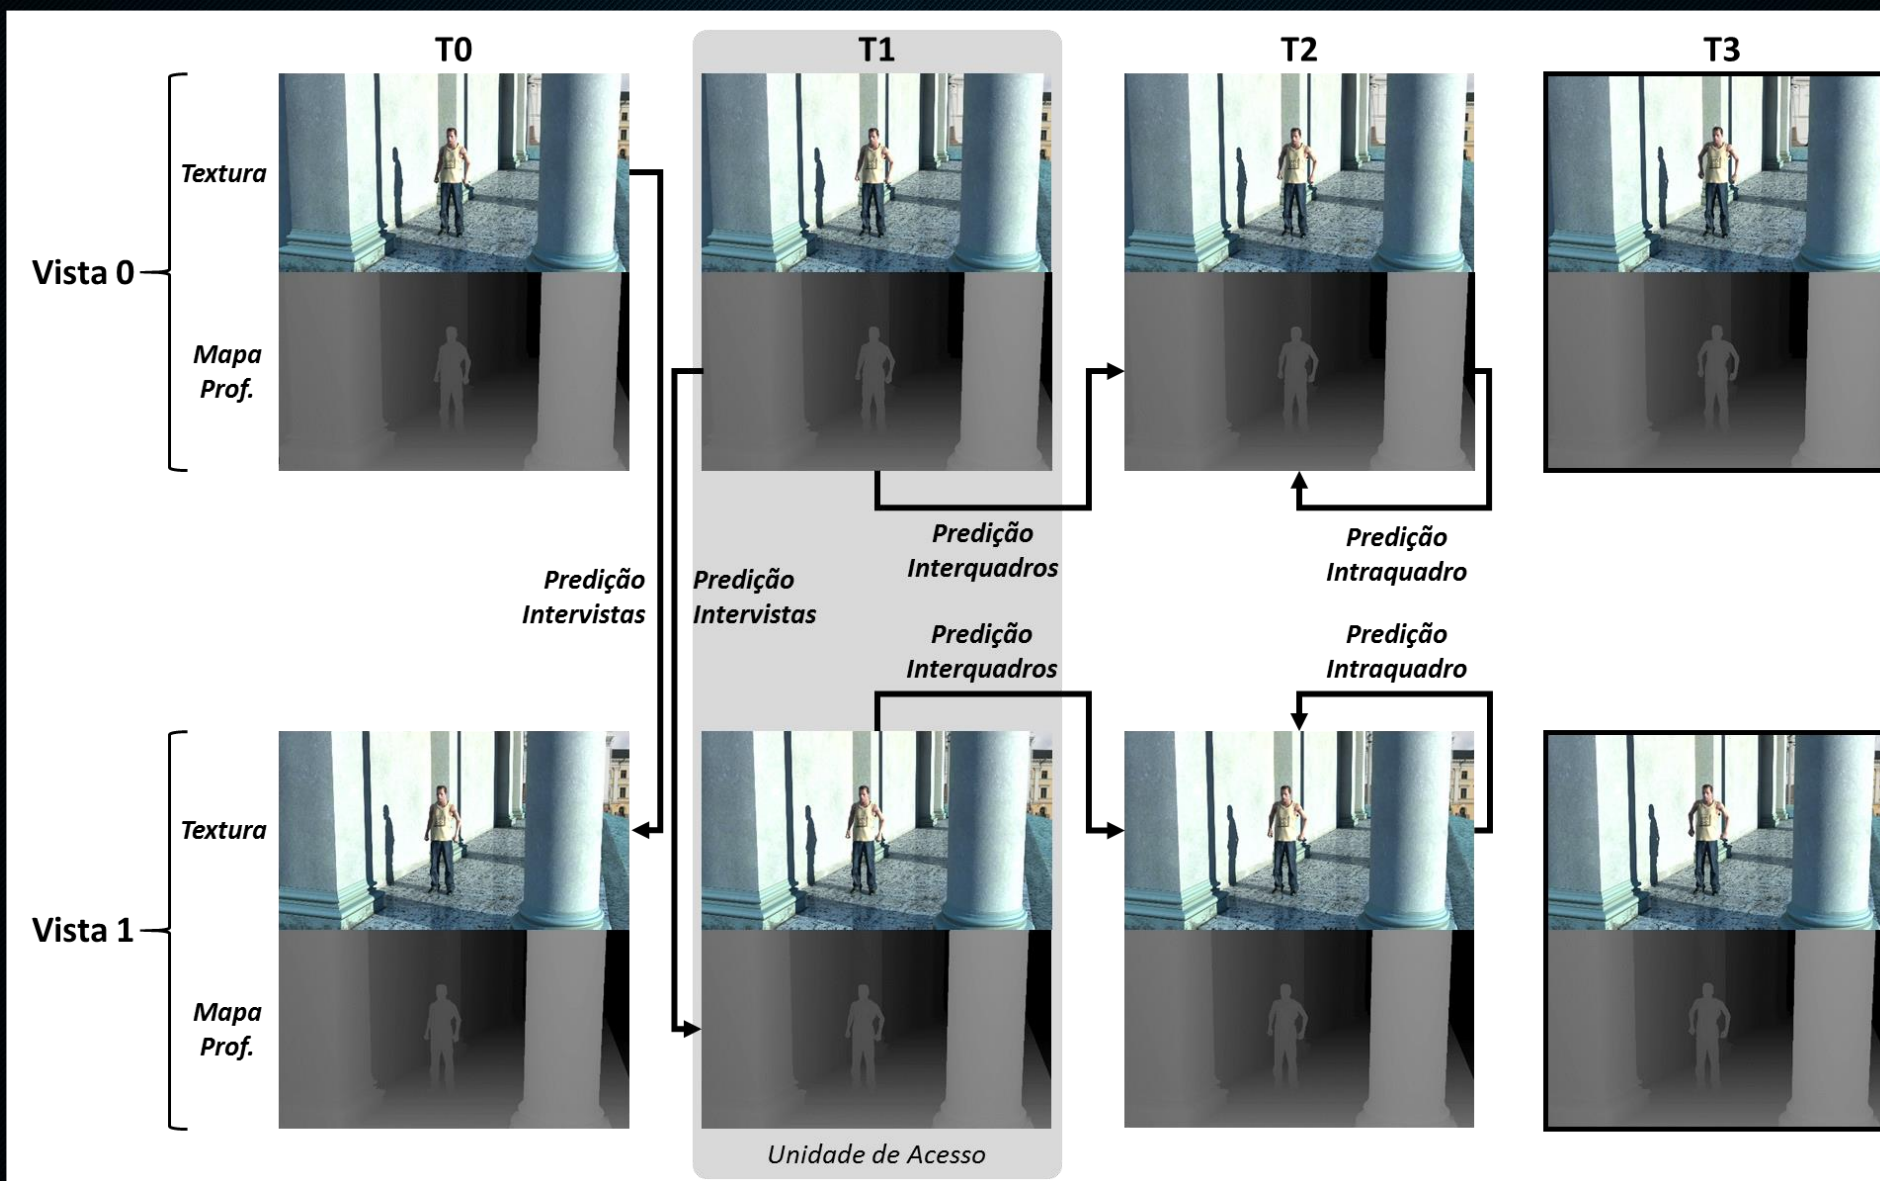 T0
T1
T2
T3
Vista 0
Textura
Mapa
Prof.
Predição
Interquadros
Predição
Intraquadro
Predição
Intervistas
Predição
Intervistas
Predição
Interquadros
Predição
Intraquadro
Vista 1
Textura
Mapa
Prof.
Unidade de Acesso